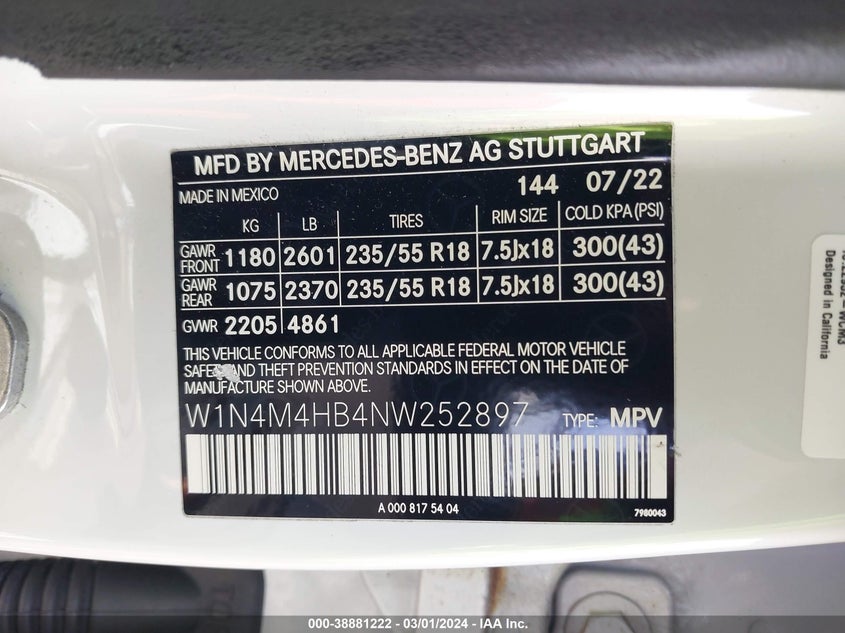 MFD BY MERCEDES-BENZ AG STUTTGART
MADE IN MEXICO 144 07/22
KG LB TIRES RIM SIZE COLD KPA (PSI)
GAWR FRONT 1180 2601 235/55 R18 7.5Jx18 300(43)
GAWR REAR 1075 2370 235/55 R18 7.5Jx18 300(43)
GVWR 2205 4861
THIS VEHICLE CONFORMS TO ALL APPLICABLE FEDERAL MOTOR VEHICLE
SAFETY AND THEFT PREVENTION STANDARDS IN EFFECT ON THE DATE OF
MANUFACTURE SHOWN ABOVE.
W1N4M4HB4NW252897 TYPE: MPV
A 000 817 54 04 7980043
WCM3
Designed in California
000-38881222 — 03/01/2024 — IAA Inc.